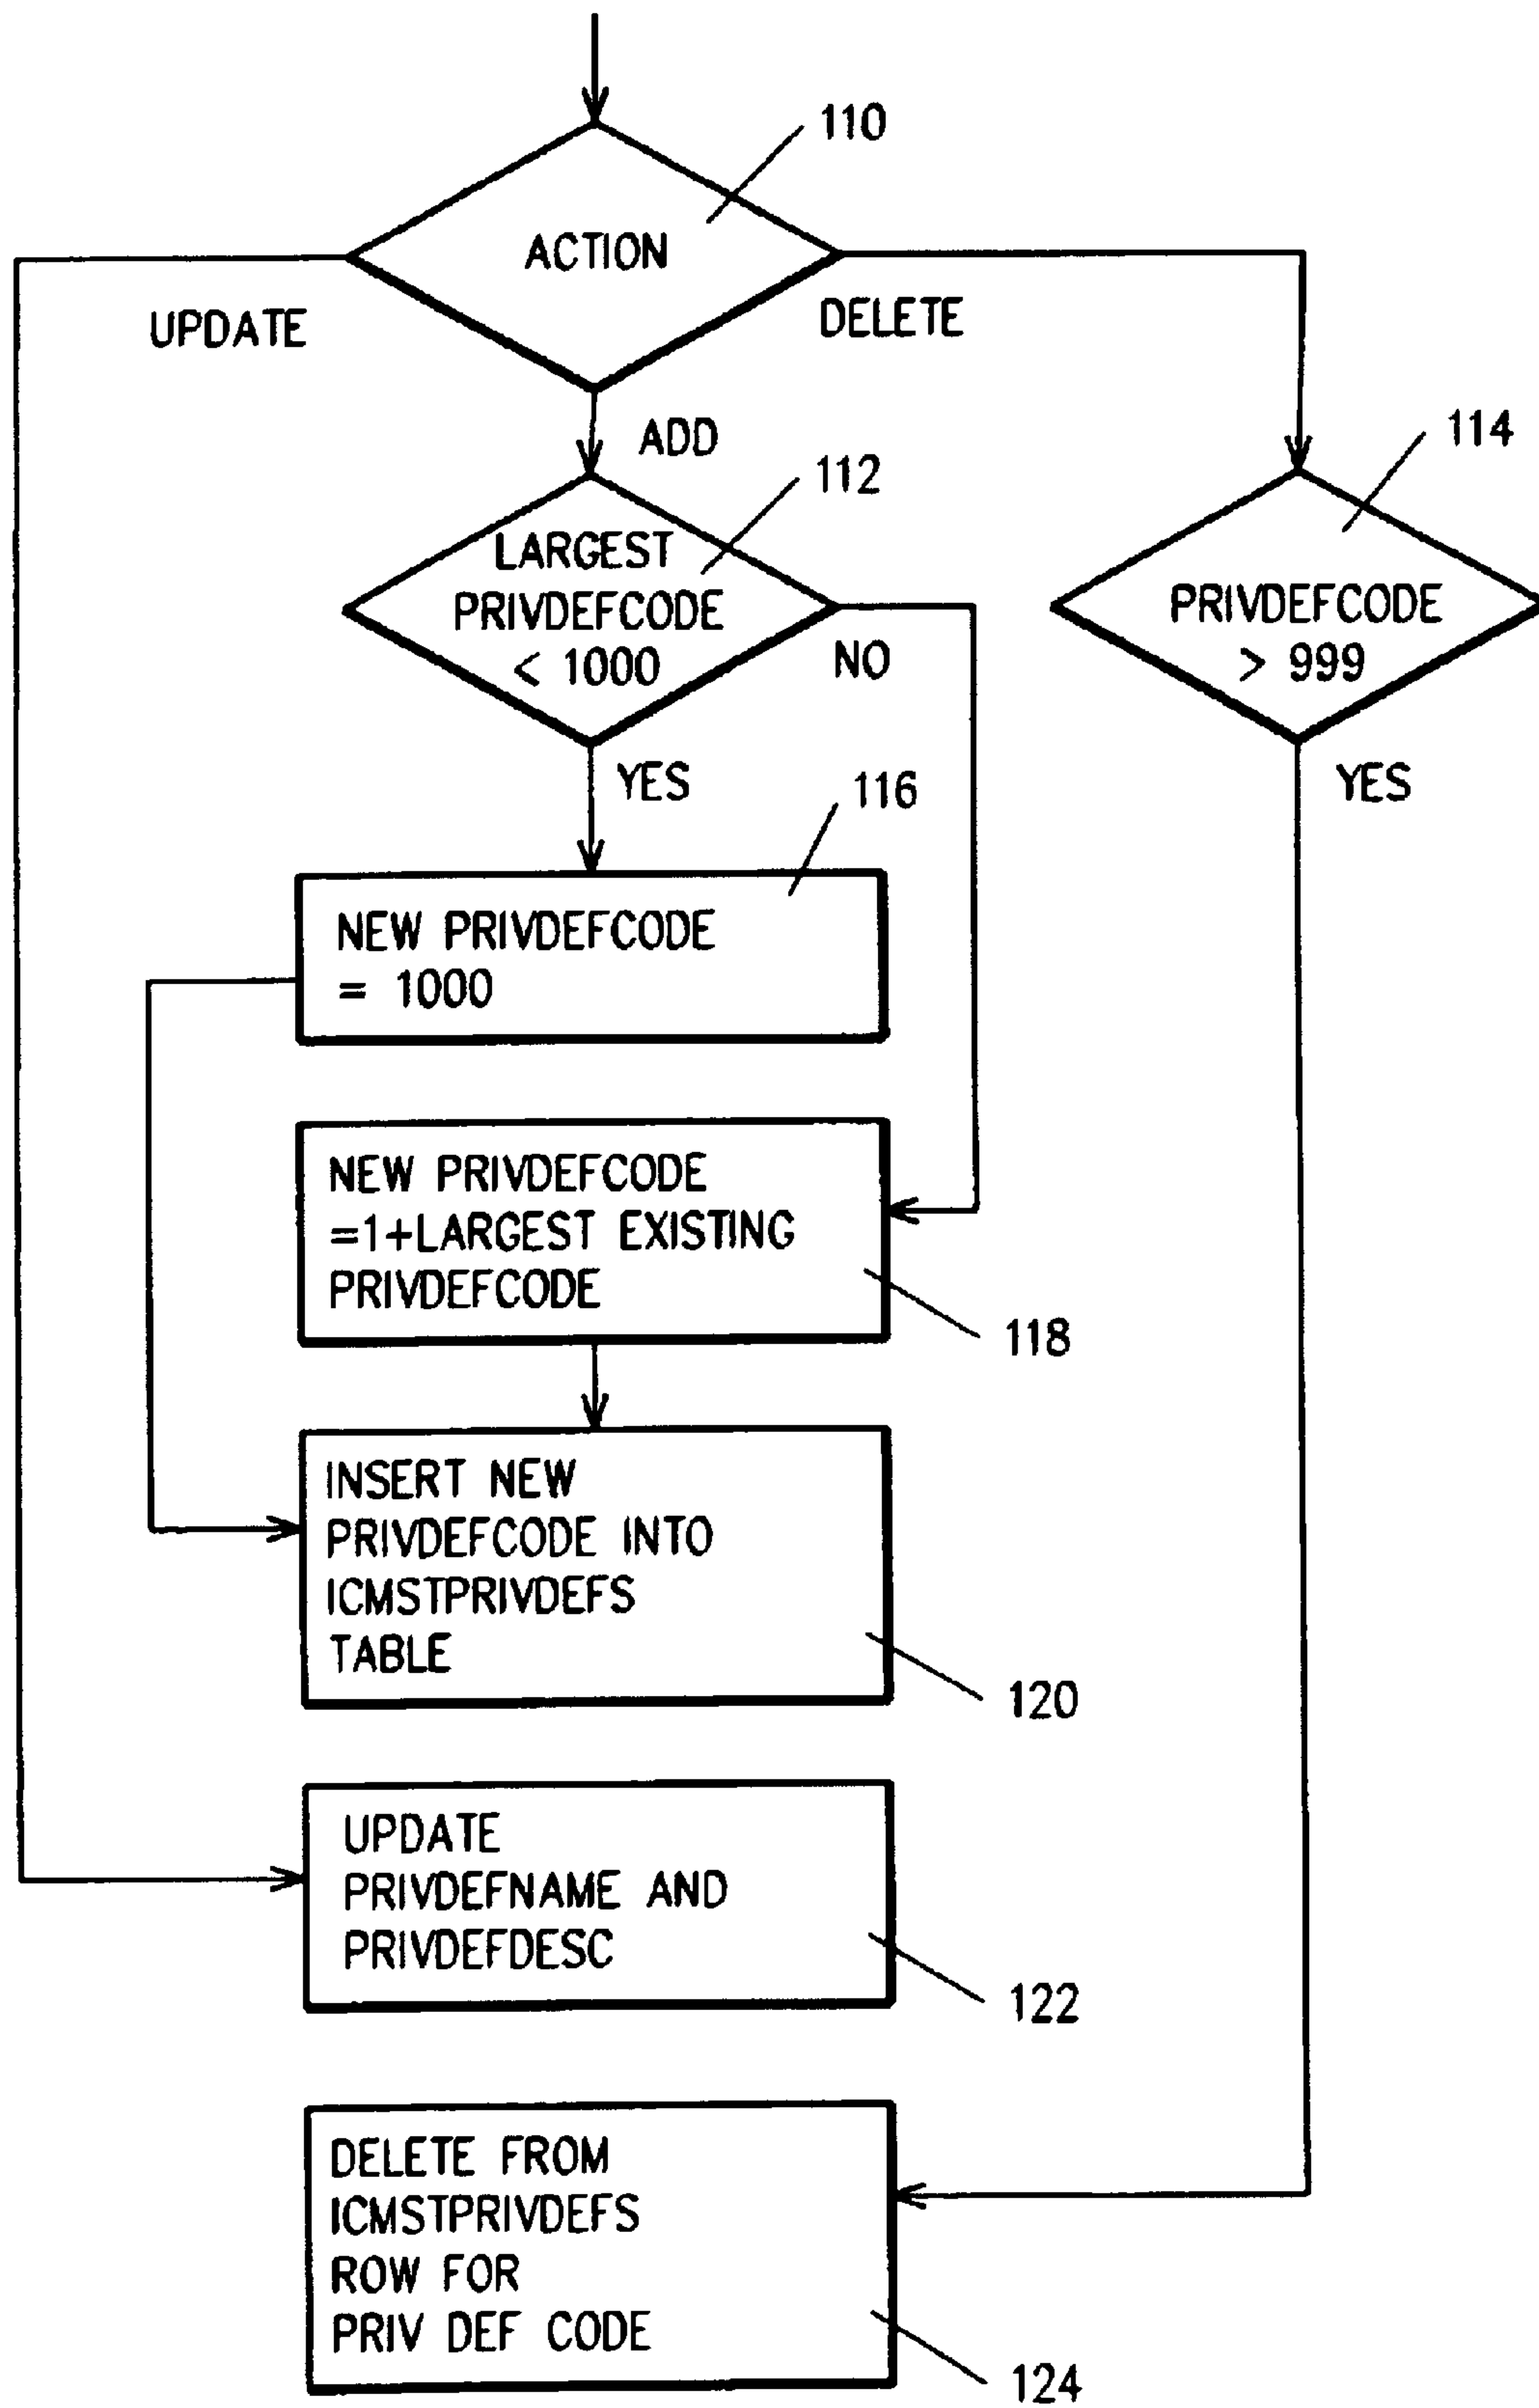 110
ACTION
UPDATE
DELETE
ADD
112
114
LARGEST
PRIVDEFCODE
< 1000
NO
PRIVDEFCODE
> 999
YES
YES
116
NEW PRIVDEFCODE
= 1000
NEW PRIVDEFCODE
=1+LARGEST EXISTING
PRIVDEFCODE
118
INSERT NEW
PRIVDEFCODE INTO
ICMSTPRIVDEFS
TABLE
120
UPDATE
PRIVDEFNAME AND
PRIVDEFDESC
122
DELETE FROM
ICMSTPRIVDEFS
ROW FOR
PRIV DEF CODE
124